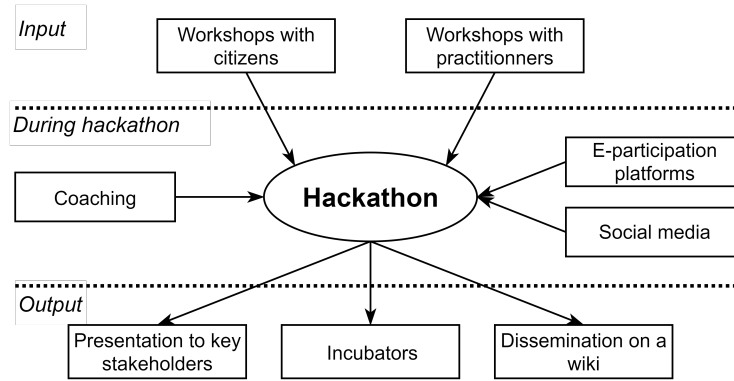 Input
Workshops with
citizens
Workshops with
practitionners
During hackathon
E-participation
platforms
Coaching
Hackathon
Social media
Output
Presentation to key
stakeholders
Incubators
Dissemination on a
wiki